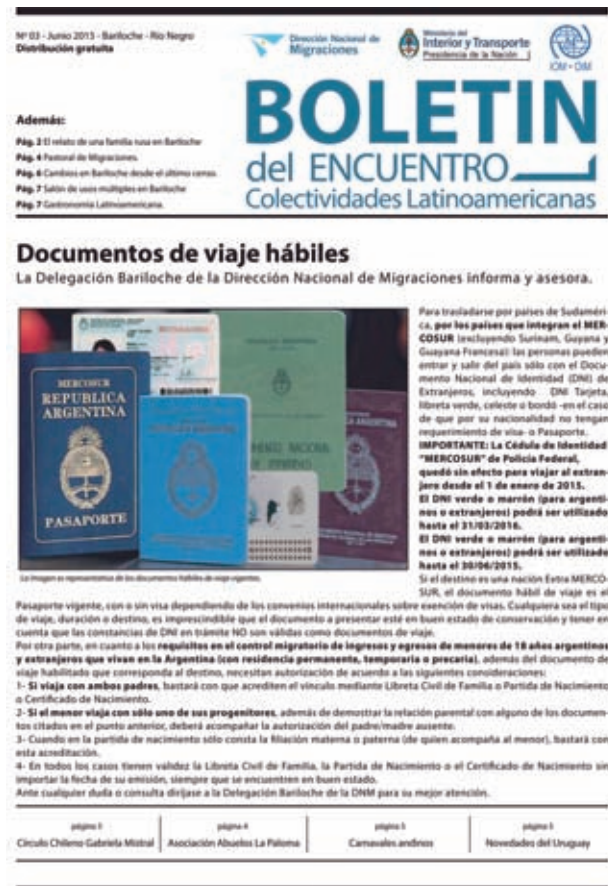 Nº 03 - Junio 2015 - Bariloche - Río Negro
Distribución gratuita
Dirección Nacional de
Migraciones
Ministerio del
Interior y Transporte
Presidencia de la Nación
IOM • OIM
Además:
Pág. 2 El relato de una familia rusa en Bariloche
Pág. 4 Pastoral de Migraciones.
Pág. 6 Cambios en Bariloche desde el último censo.
Pág. 7 Salón de usos múltiples en Bariloche
Pág. 7 Gastronomía Latinoamericana.
BOLETIN
del ENCUENTRO
Colectividades Latinoamericanas
Documentos de viaje hábiles
La Delegación Bariloche de la Dirección Nacional de Migraciones informa y asesora.
MERCOSUR
REPUBLICA
ARGENTINA
PASAPORTE
La imagen es representativa de los documentos hábiles de viaje vigentes.
Para trasladarse por países de Sudaméri-
ca, por los países que integran el MER-
COSUR (excluyendo Surinam, Guyana y
Guayana Francesa): las personas pueden
entrar y salir del país sólo con el Docu-
mento Nacional de Identidad (DNI) de
Extranjeros, incluyendo DNI Tarjeta,
libreta verde, celeste o bordó -en el caso
de que por su nacionalidad no tengan
requerimiento de visa- o Pasaporte.
IMPORTANTE: La Cédula de Identidad
"MERCOSUR" de Policía Federal,
quedó sin efecto para viajar al extran-
jero desde el 1 de enero de 2015.
El DNI verde o marrón (para argenti-
nos o extranjeros) podrá ser utilizado
hasta el 31/03/2016.
El DNI verde o marrón (para argenti-
nos o extranjeros) podrá ser utilizado
hasta el 30/06/2015.
Si el destino es una nación Extra MERCO-
SUR, el documento hábil de viaje es el
Pasaporte vigente, con o sin visa dependiendo de los convenios internacionales sobre exención de visas. Cualquiera sea el tipo
de viaje, duración o destino, es imprescindible que el documento a presentar esté en buen estado de conservación y tener en
cuenta que las constancias de DNI en trámite NO son válidas como documentos de viaje.
Por otra parte, en cuanto a los requisitos en el control migratorio de ingresos y egresos de menores de 18 años argentinos
y extranjeros que vivan en la Argentina (con residencia permanente, temporaria o precaria), además del documento de
viaje habilitado que corresponda al destino, necesitan autorización de acuerdo a las siguientes consideraciones:
1- Si viaja con ambos padres, bastará con que acrediten el vínculo mediante Libreta Civil de Familia o Partida de Nacimiento
o Certificado de Nacimiento.
2- Si el menor viaja con sólo uno de sus progenitores, además de demostrar la relación parental con alguno de los documen-
tos citados en el punto anterior, deberá acompañar la autorización del padre/madre ausente.
3- Cuando en la partida de nacimiento sólo consta la filiación materna o paterna (de quien acompaña al menor), bastará con
esta acreditación.
4- En todos los casos tienen validez la Libreta Civil de Familia, la Partida de Nacimiento o el Certificado de Nacimiento sin
importar la fecha de su emisión, siempre que se encuentren en buen estado.
Ante cualquier duda o consulta diríjase a la Delegación Bariloche de la DNM para su mejor atención.
página 3
Círculo Chileno Gabriela Mistral
página 4
Asociación Abuelos La Paloma
página 5
Carnavales andinos
Novedades del Uruguay